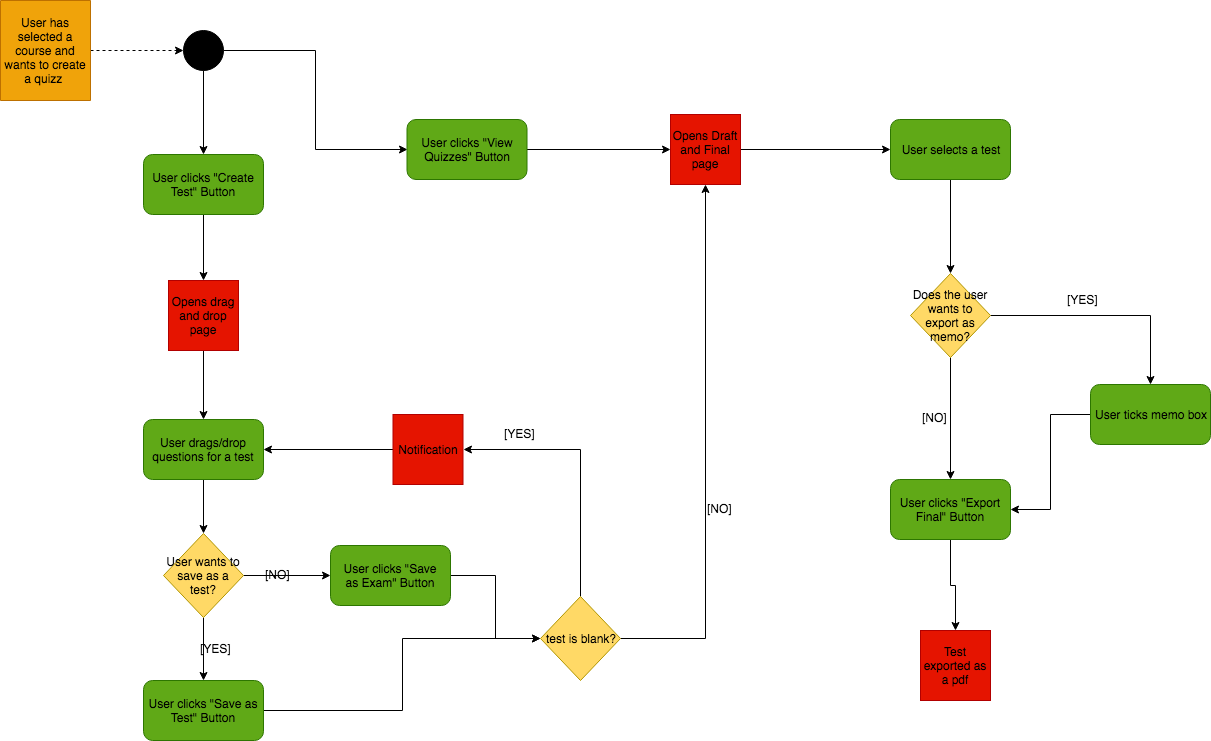 User has
selected a
course and
wants to create
a quizz
User clicks "View
Quizzes" Button
Opens Draft
and Final
page
User selects a test
User clicks "Create
Test" Button
Opens drag
and drop
page
Does the user
wants to
export as
memo?
[YES]
User ticks memo box
[NO]
User clicks "Export
Final" Button
Test
exported as
a pdf
User drags/drop
questions for a test
Notification
[YES]
[NO]
User wants to
save as a
test?
[NO]
User clicks "Save
as Exam" Button
test is blank?
[YES]
User clicks "Save as
Test" Button